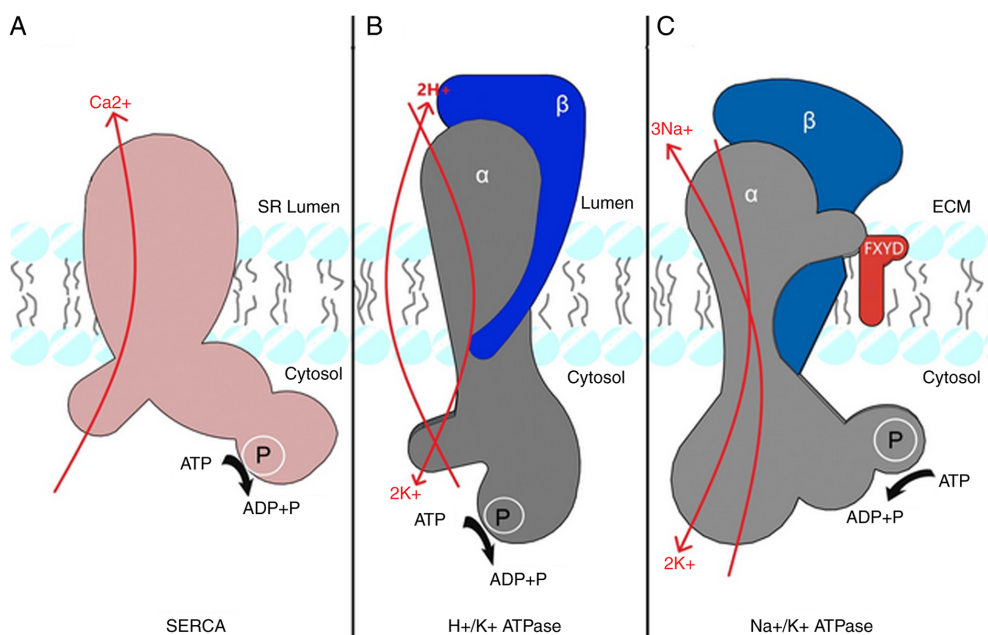 A
Ca2+
SR Lumen
Cytosol
ATP
P
ADP+P
SERCA
B
2H+
β
α
Lumen
Cytosol
2K+
ATP
P
ADP+P
H+/K+ ATPase
C
3Na+
β
α
ECM
FXYD
Cytosol
P
ATP
ADP+P
2K+
Na+/K+ ATPase